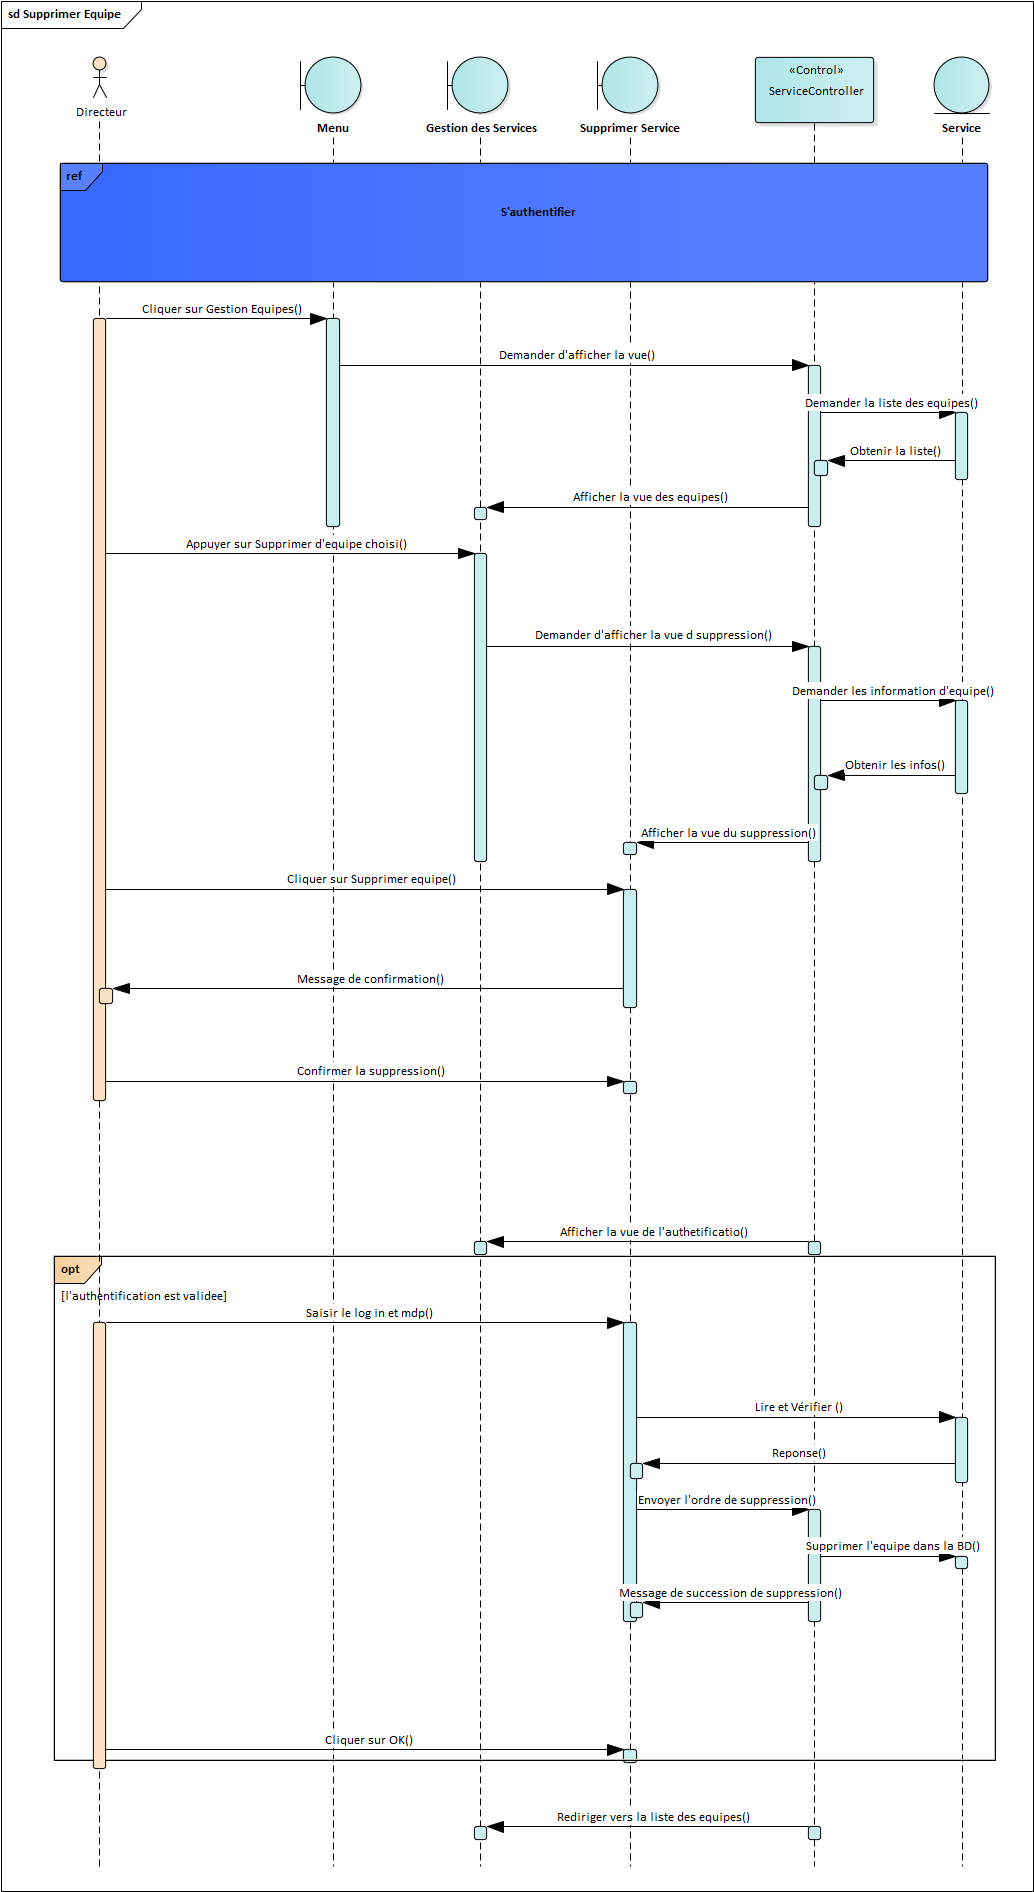 sd Supprimer Equipe
Directeur
Menu
Gestion des Services
Supprimer Service
«Control»
ServiceController
Service
ref
S'authentifier
Cliquer sur Gestion Equipes()
Demander d'afficher la vue()
Demander la liste des equipes()
Obtenir la liste()
Afficher la vue des equipes()
Appuyer sur Supprimer d'equipe choisi()
Demander d'afficher la vue d suppression()
Demander les information d'equipe()
Obtenir les infos()
Afficher la vue du suppression()
Cliquer sur Supprimer equipe()
Message de confirmation()
Confirmer la suppression()
Afficher la vue de l'authetificatio()
opt
[l'authentification est validee]
Saisir le log in et mdp()
Lire et Vérifier ()
Reponse()
Envoyer l'ordre de suppression()
Supprimer l'equipe dans la BD()
Message de succession de suppression()
Cliquer sur OK()
Rediriger vers la liste des equipes()